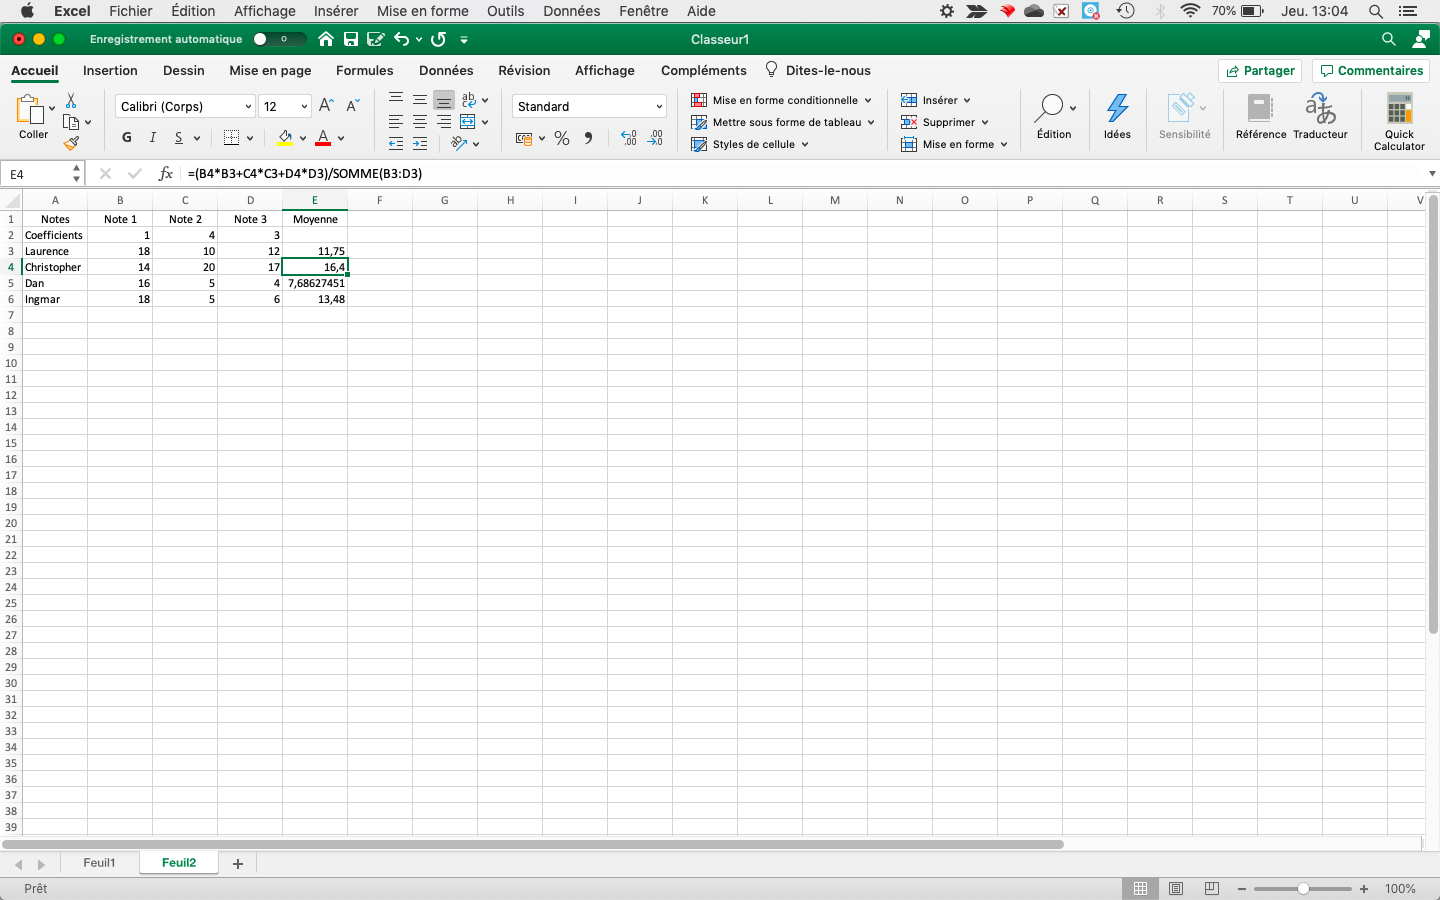 Excel Fichier Édition Affichage Insérer Mise en forme Outils Données Fenêtre Aide 70% Jeu. 13:04
Enregistrement automatique Classeur1
Accueil Insertion Dessin Mise en page Formules Données Révision Affichage Compléments Dites-le-nous Partager Commentaires
Coller Calibri (Corps) 12 Standard Mise en forme conditionnelle Insérer
G I S Mettre sous forme de tableau Supprimer
Styles de cellule Mise en forme
Édition Idées Sensibilité Référence Traducteur Quick Calculator
E4 fx =(B4*B3+C4*C3+D4*D3)/SOMME(B3:D3)
A B C D E F G H I J K L M N O P Q R S T U V
1 Notes Note 1 Note 2 Note 3 Moyenne
2 Coefficients 1 4 3
3 Laurence 18 10 12 11,75
4 Christopher 14 20 17 16,4
5 Dan 16 5 4 7,68627451
6 Ingmar 18 5 6 13,48
7
8
9
10
11
12
13
14
15
16
17
18
19
20
21
22
23
24
25
26
27
28
29
30
31
32
33
34
35
36
37
38
39
Feuil1 Feuil2
Prêt 100%